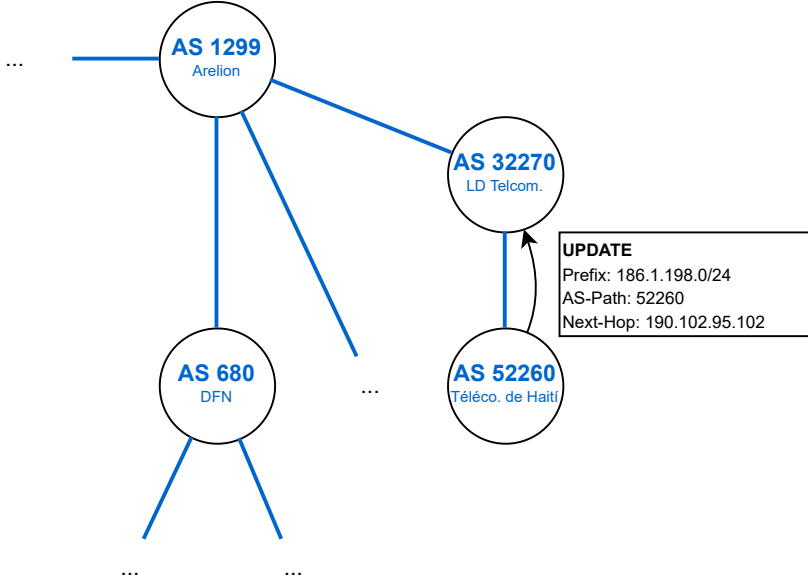 ...
AS 1299
Arelion
AS 32270
LD Telcom.
UPDATE
Prefix: 186.1.198.0/24
AS-Path: 52260
Next-Hop: 190.102.95.102
AS 680
DFN
...
AS 52260
Téléco. de Haití
...
...